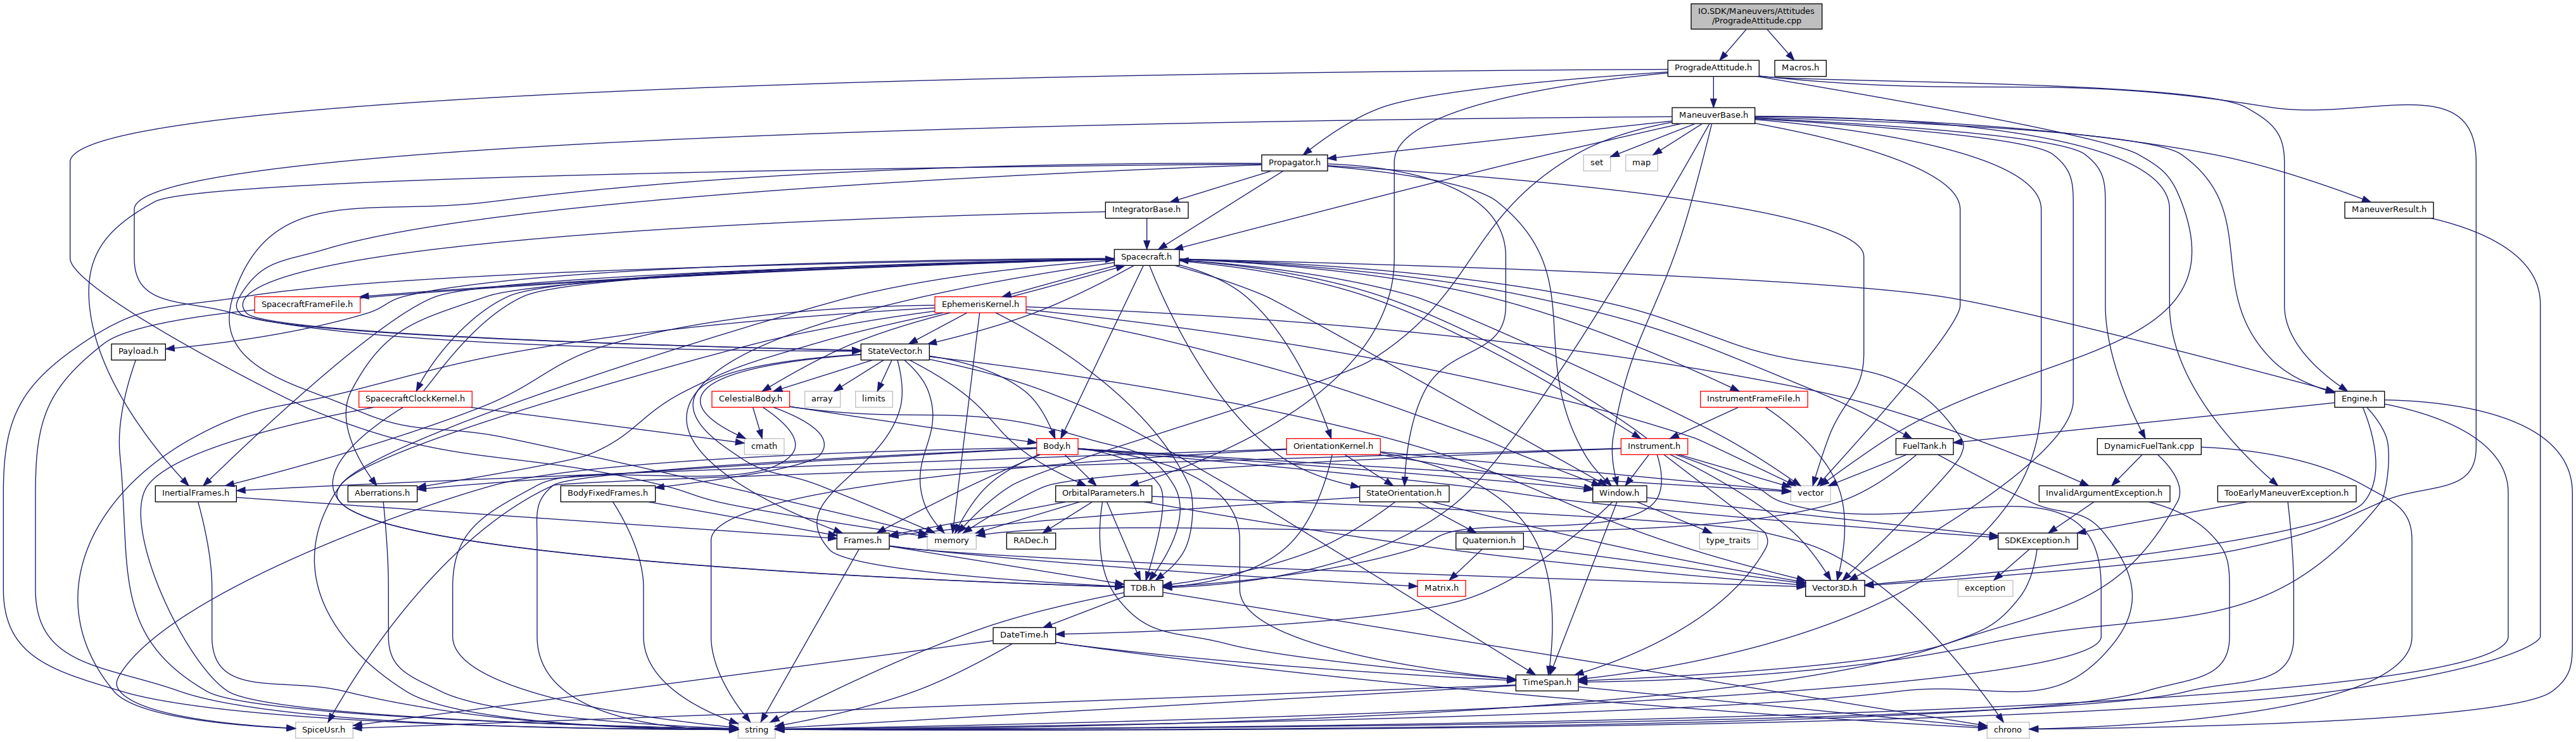 IO.SDK/Maneuvers/Attitudes
/ProgradeAttitude.cpp
ProgradeAttitude.h
Macros.h
ManeuverBase.h
Propagator.h
set
map
IntegratorBase.h
ManeuverResult.h
Spacecraft.h
SpacecraftFrameFile.h
EphemerisKernel.h
Payload.h
StateVector.h
SpacecraftClockKernel.h
CelestialBody.h
array
limits
InstrumentFrameFile.h
Engine.h
cmath
Body.h
OrientationKernel.h
Instrument.h
FuelTank.h
DynamicFuelTank.cpp
InertialFrames.h
Aberrations.h
BodyFixedFrames.h
OrbitalParameters.h
StateOrientation.h
Window.h
vector
InvalidArgumentException.h
TooEarlyManeuverException.h
Frames.h
memory
RADec.h
Quaternion.h
type_traits
SDKException.h
TDB.h
Matrix.h
Vector3D.h
exception
DateTime.h
TimeSpan.h
SpiceUsr.h
string
chrono